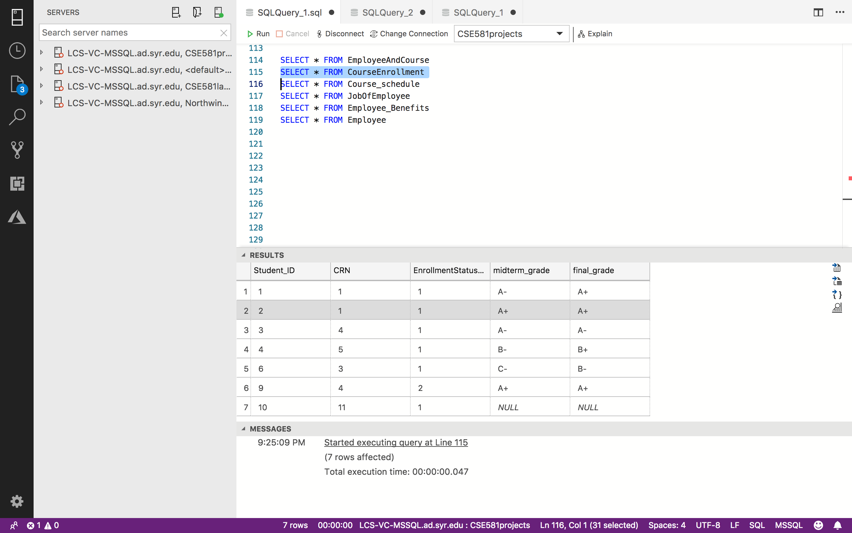 SERVERS
SQLQuery_1.sql
SQLQuery_2
SQLQuery_1
Search server names
Run
Cancel
Disconnect
Change Connection
CSE581projects
Explain
LCS-VC-MSSQL.ad.syr.edu, CSE581pr...
LCS-VC-MSSQL.ad.syr.edu, <default>...
LCS-VC-MSSQL.ad.syr.edu, CSE581la...
LCS-VC-MSSQL.ad.syr.edu, Northwin...
3
113
114 SELECT * FROM EmployeeAndCourse
115 SELECT * FROM CourseEnrollment
116 SELECT * FROM Course_schedule
117 SELECT * FROM JobOfEmployee
118 SELECT * FROM Employee_Benefits
119 SELECT * FROM Employee
120
121
122
123
124
125
126
127
128
129
RESULTS
Student_ID CRN EnrollmentStatus... midterm_grade final_grade
1 1 1 1 A- A+
2 2 1 1 A+ A+
3 3 4 1 A- A-
4 4 5 1 B- B+
5 6 3 1 C- B-
6 9 4 2 A+ A+
7 10 11 1 NULL NULL
MESSAGES
9:25:09 PM Started executing query at Line 115
(7 rows affected)
Total execution time: 00:00:00.047
1 0 7 rows 00:00:00 LCS-VC-MSSQL.ad.syr.edu : CSE581projects Ln 116, Col 1 (31 selected) Spaces: 4 UTF-8 LF SQL MSSQL